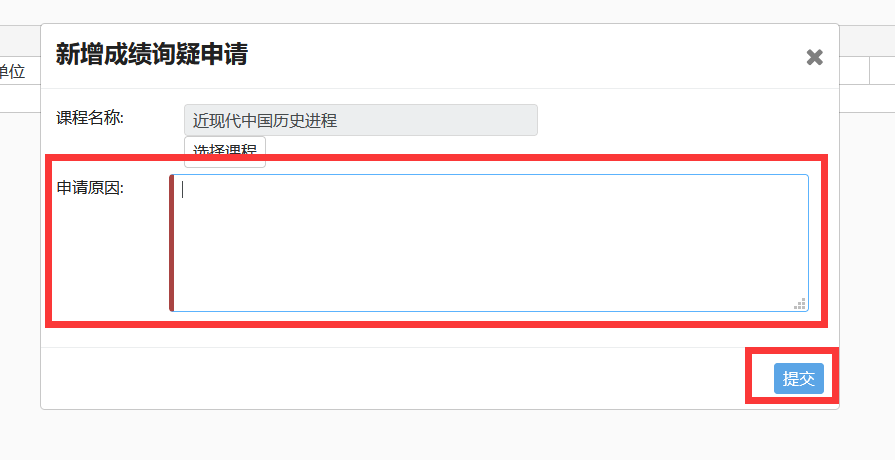 新增成绩询疑申请
单位
课程名称:
近现代中国历史进程
选择课程
申请原因:
提交